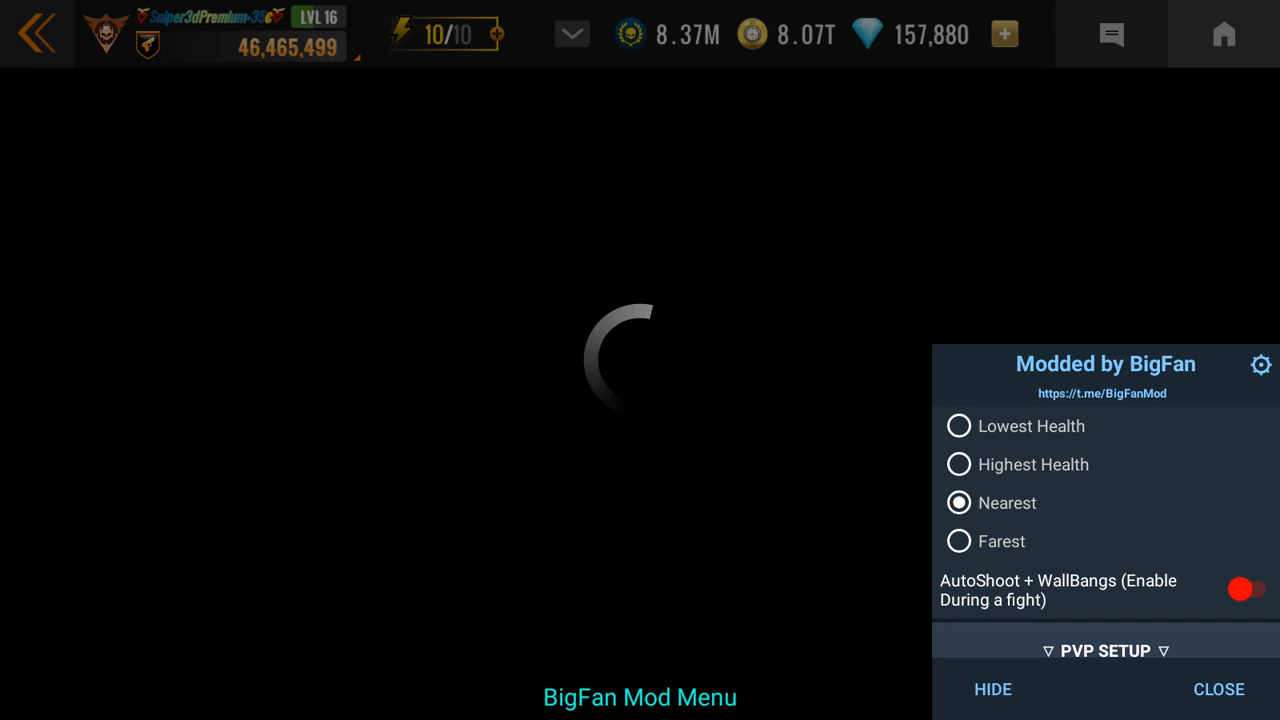 Sniper3dPremium-35€ LVL 16
46,465,499
10/10
8.37M
8.07T
157,880
Modded by BigFan
https://t.me/BigFanMod
Lowest Health
Highest Health
Nearest
Farest
AutoShoot + WallBangs (Enable
During a fight)
▽ PVP SETUP ▽
HIDE
CLOSE
BigFan Mod Menu